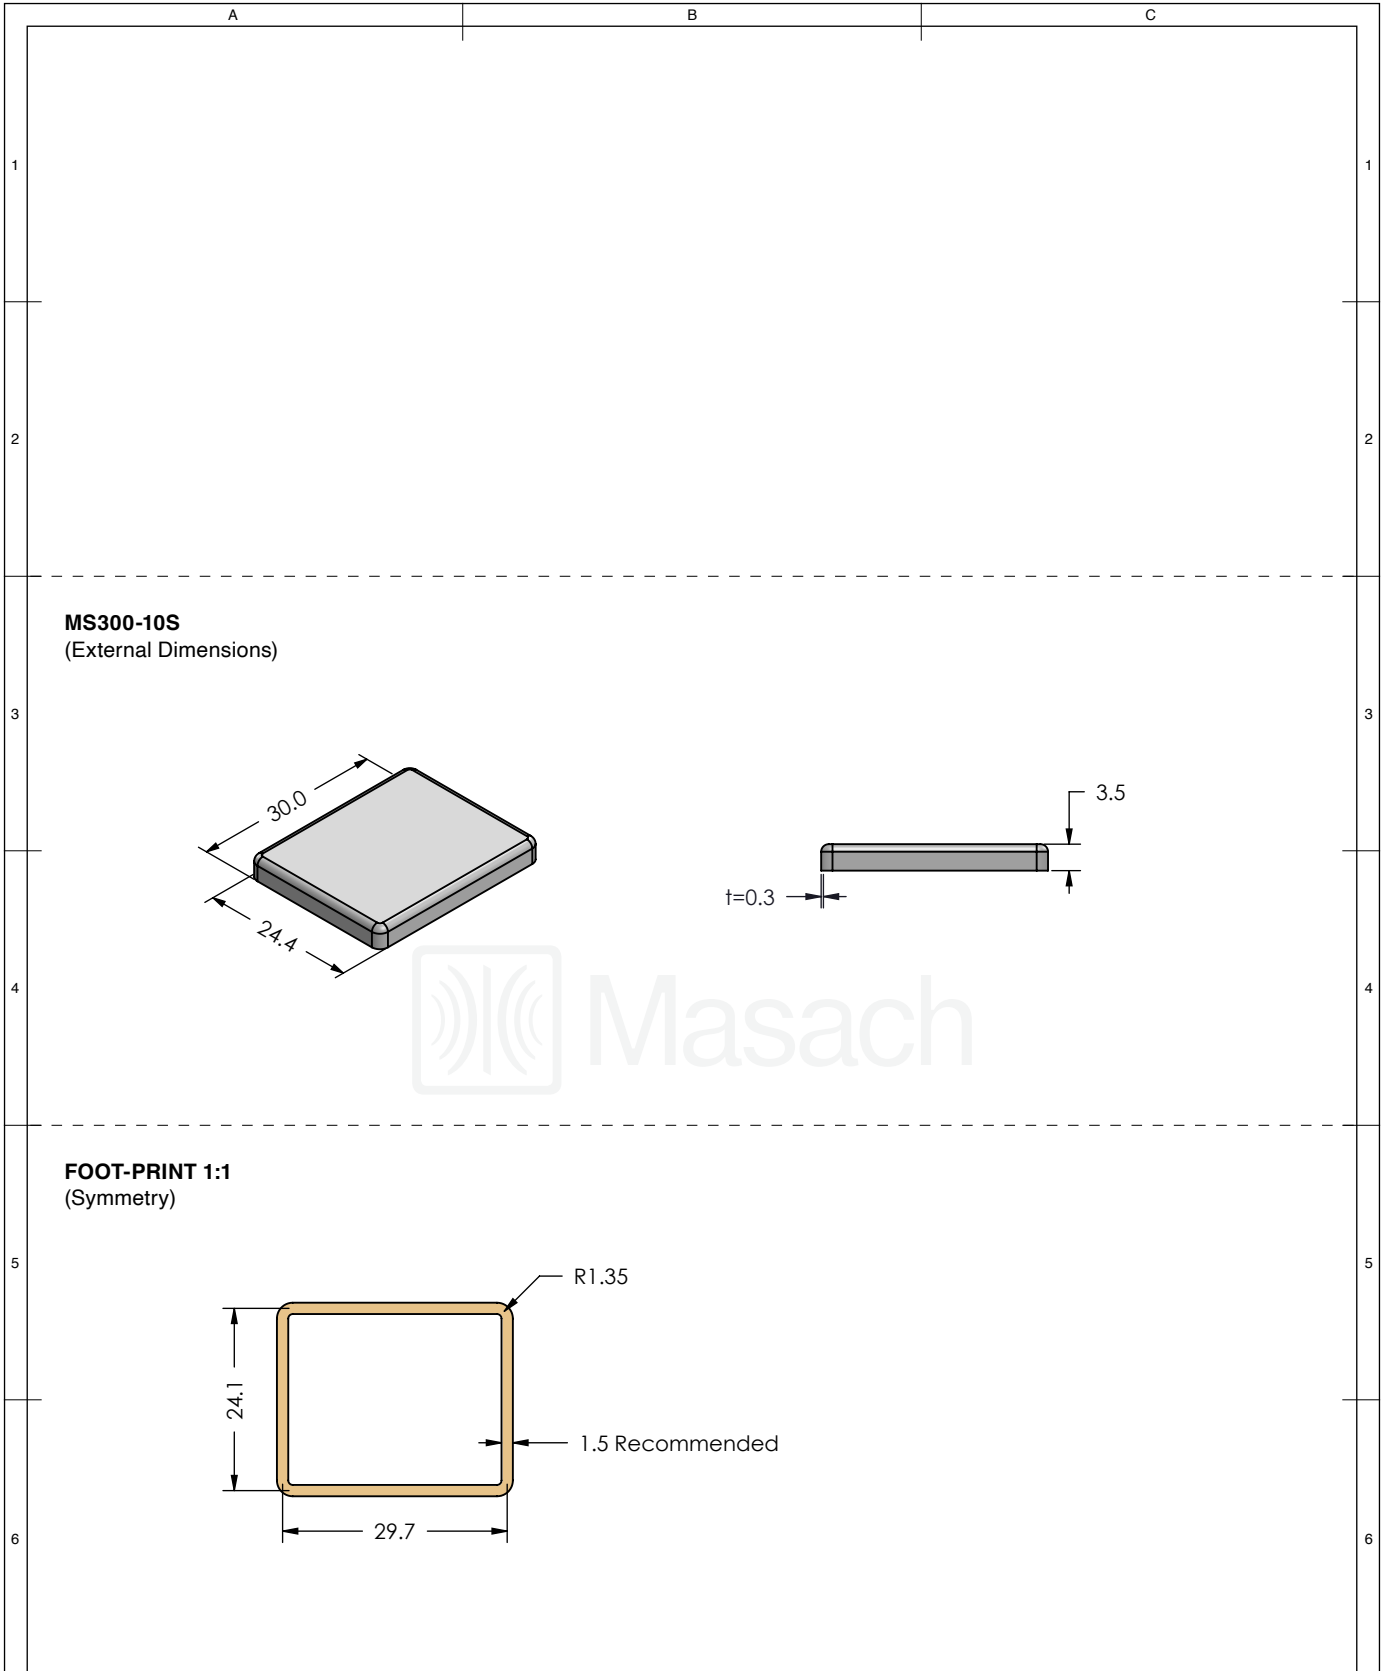 A B C
1 1
2 2
MS300-10S
(External Dimensions)
3 3
30.0
3.5
t=0.3
24.4
4 4
Masach
FOOT-PRINT 1:1
(Symmetry)
5 5
R1.35
24.1
1.5 Recommended
29.7
6 6